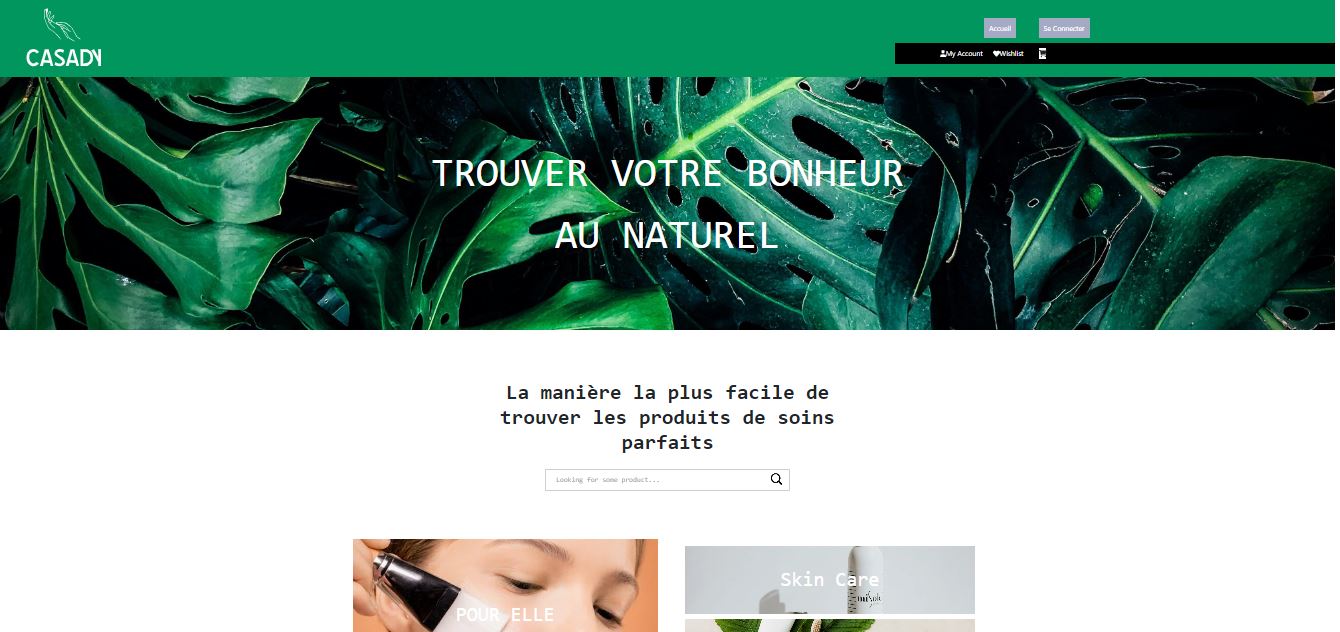 CASADY
Accueil
Se Connecter
My Account
Wishlist
TROUVER VOTRE BONHEUR
AU NATUREL
La manière la plus facile de
trouver les produits de soins
parfaits
Looking for some product...
POUR ELLE
Skin Care